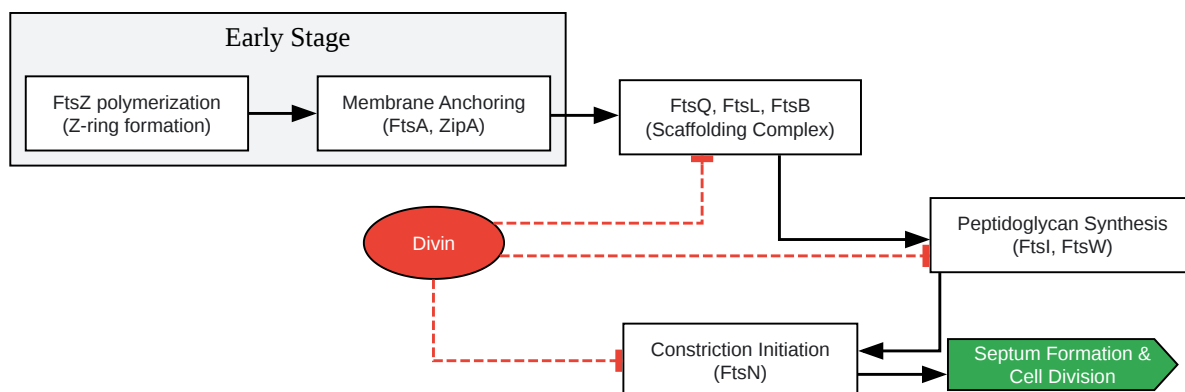 Early Stage
FtsZ polymerization
(Z-ring formation)
Membrane Anchoring
(FtsA, ZipA)
FtsQ, FtsL, FtsB
(Scaffolding Complex)
Divin
Peptidoglycan Synthesis
(FtsI, FtsW)
Constriction Initiation
(FtsN)
Septum Formation &
Cell Division